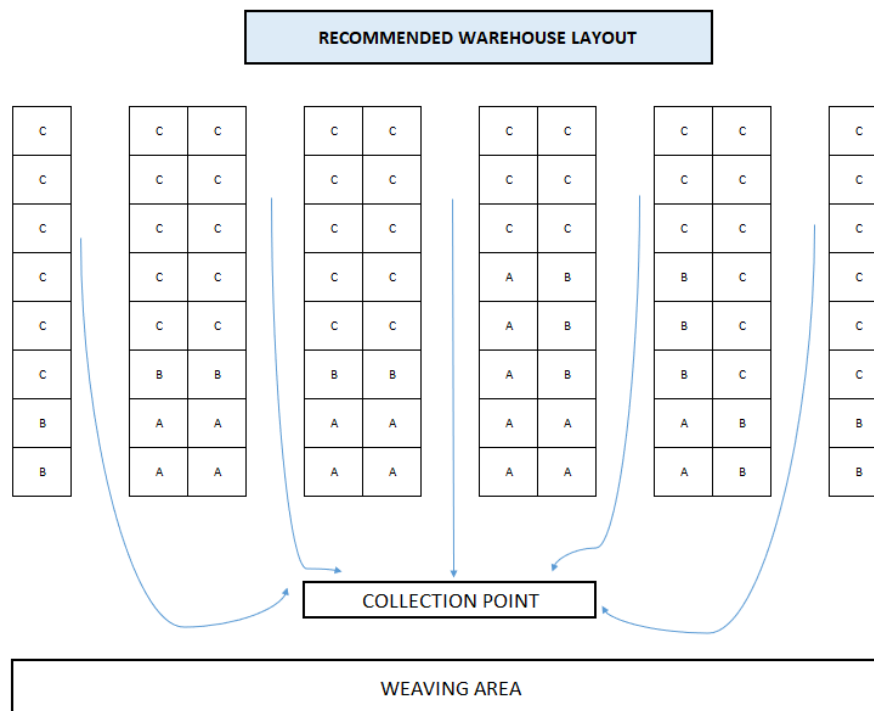 RECOMMENDED WAREHOUSE LAYOUT
C C C C C C C C C C
C C C C C C C C C C
C C C C C C C C C C
C C C C C A B B C C
C C C C C A B B C C
C B B B B A B B C C
B A A A A A A A B B
B A A A A A A A B B
COLLECTION POINT
WEAVING AREA